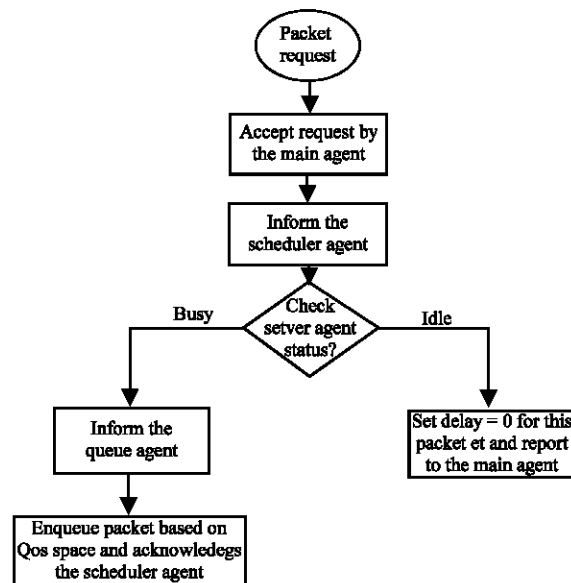 Packet
request
Accept request by
the main agent
Inform the
scheduler agent
Check
setver agent
status?
Busy
Idle
Inform the
queue agent
Set delay = 0 for this
packet et and report
to the main agent
Enqueue packet based on
Qos space and acknowledegs
the scheduler agent